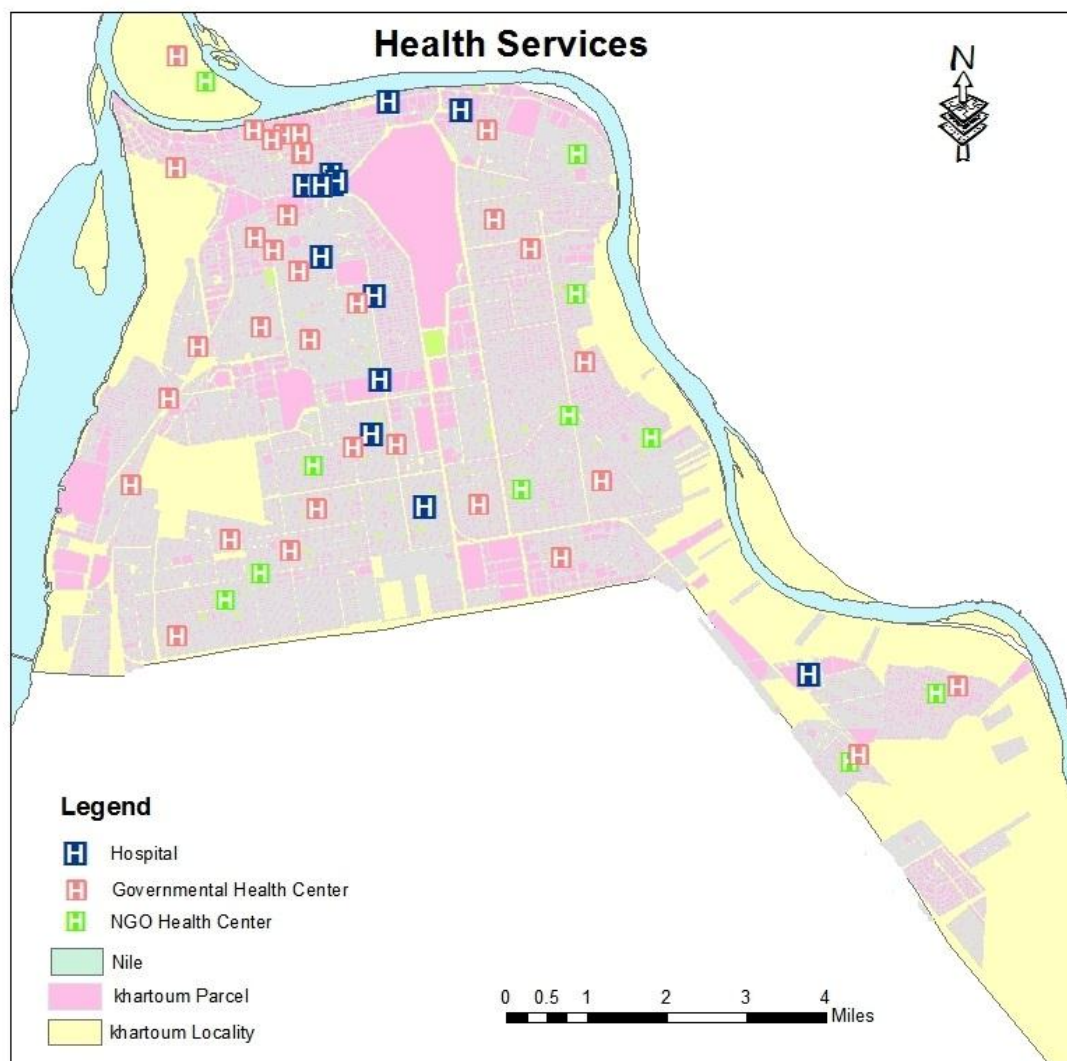 Health Services
N
Legend
Hospital
Governmental Health Center
NGO Health Center
Nile
khartoum Parcel
khartoum Locality
0 0.5 1 2 3 4
Miles